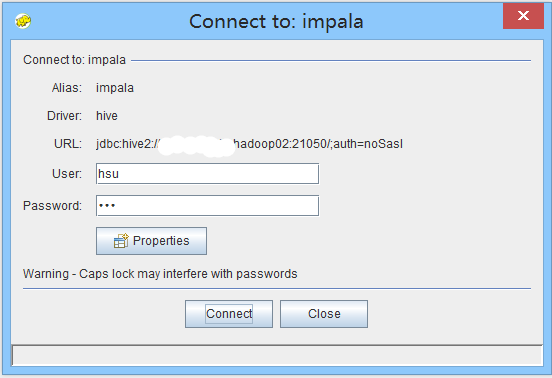 Connect to: impala
Connect to: impala
Alias: impala
Driver: hive
URL: jdbc:hive2:/ hadoop02:21050/;auth=noSasl
User: hsu
Password: •••
Properties
Warning - Caps lock may interfere with passwords
Connect Close